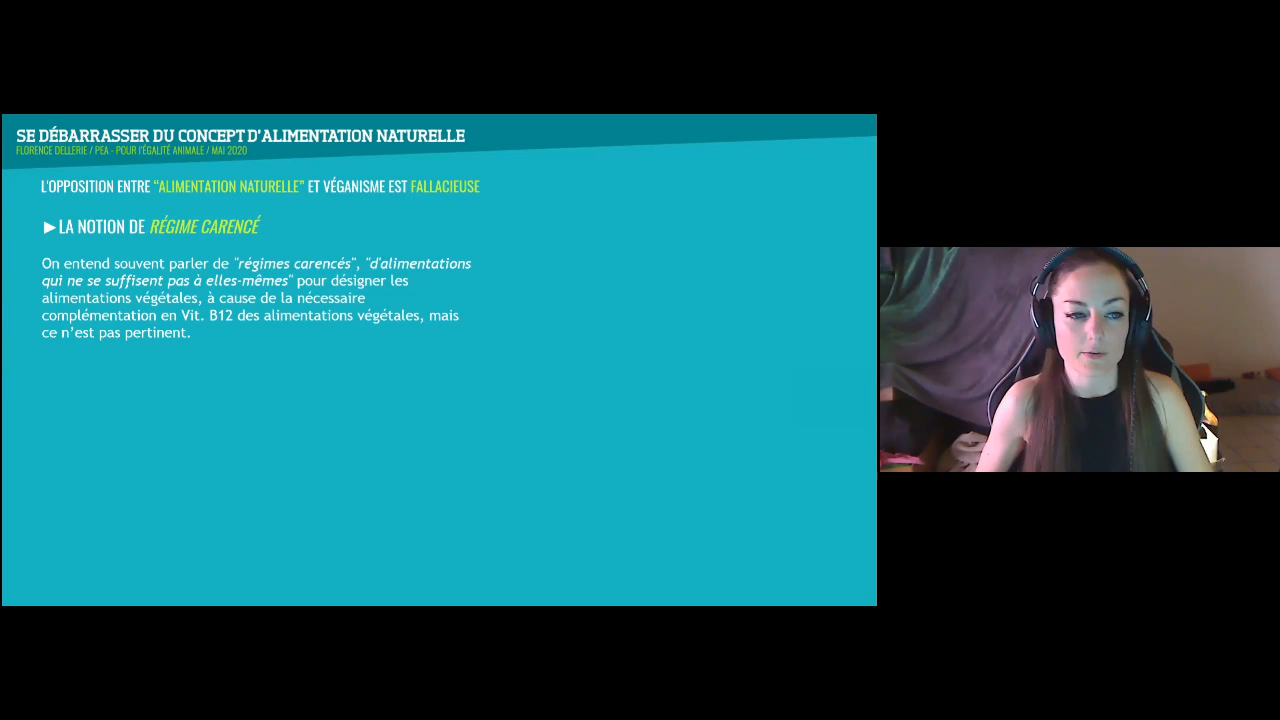 SE DÉBARRASSER DU CONCEPT D'ALIMENTATION NATURELLE
FLORENCE DELLERIE / PEA - POUR l'ÉGALITÉ ANIMALE / MAI 2020
L'OPPOSITION ENTRE "ALIMENTATION NATURELLE" ET VÉGANISME EST FALLACIEUSE
►LA NOTION DE RÉGIME CARENCÉ
On entend souvent parler de "régimes carencés", "d'alimentations
qui ne se suffisent pas à elles-mêmes" pour désigner les
alimentations végétales, à cause de la nécessaire
complémentation en Vit. B12 des alimentations végétales, mais
ce n'est pas pertinent.